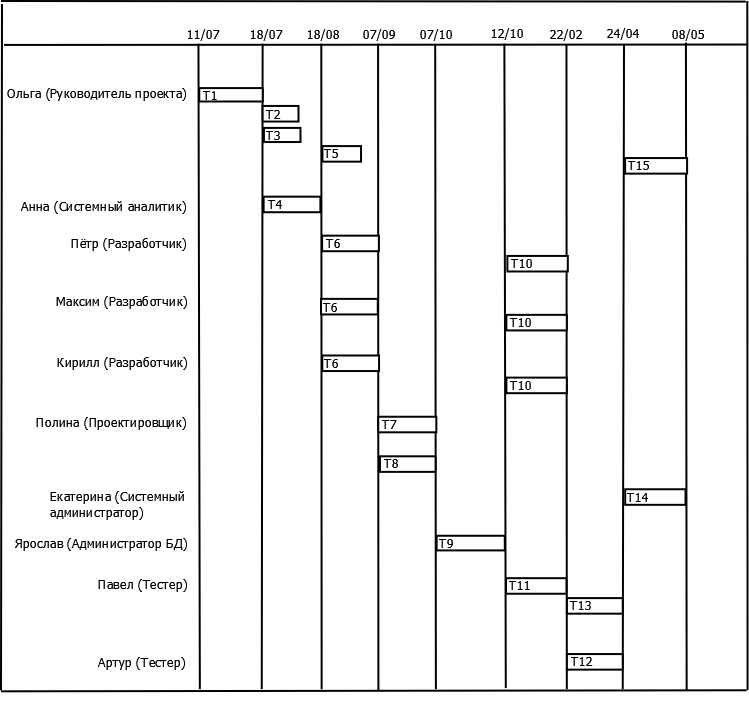 11/07 18/07 18/08 07/09 07/10 12/10 22/02 24/04 08/05
Ольга (Руководитель проекта) T1
T2
T3
T5
T15
Анна (Системный аналитик) T4
Пётр (Разработчик) T6
T10
Максим (Разработчик) T6
T10
Кирилл (Разработчик) T6
T10
Полина (Проектировщик) T7
T8
Екатерина (Системный T14
администратор)
Ярослав (Администратор БД) T9
Павел (Тестер) T11
T13
Артур (Тестер) T12